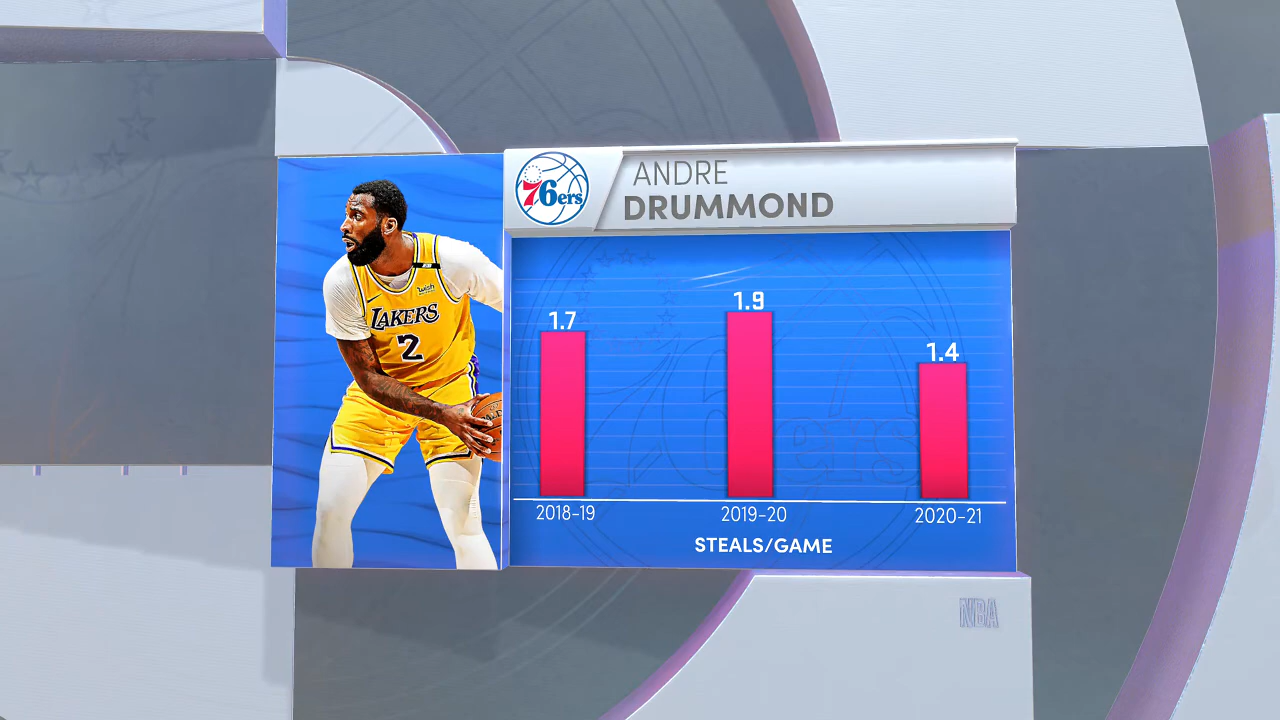 76ers
ANDRE
DRUMMOND
LAKERS
2
1.7
1.9
1.4
2018-19
2019-20
2020-21
STEALS/GAME
NBA